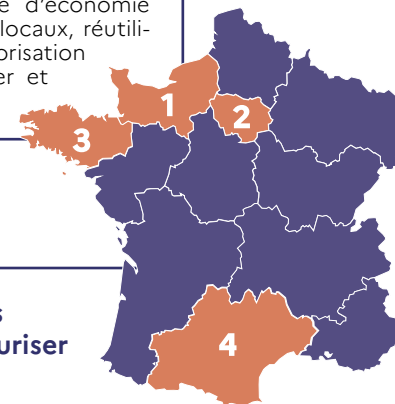 e d'économie
locaux, réutili-
orisation
er et
1
2
3
s
uriser
4